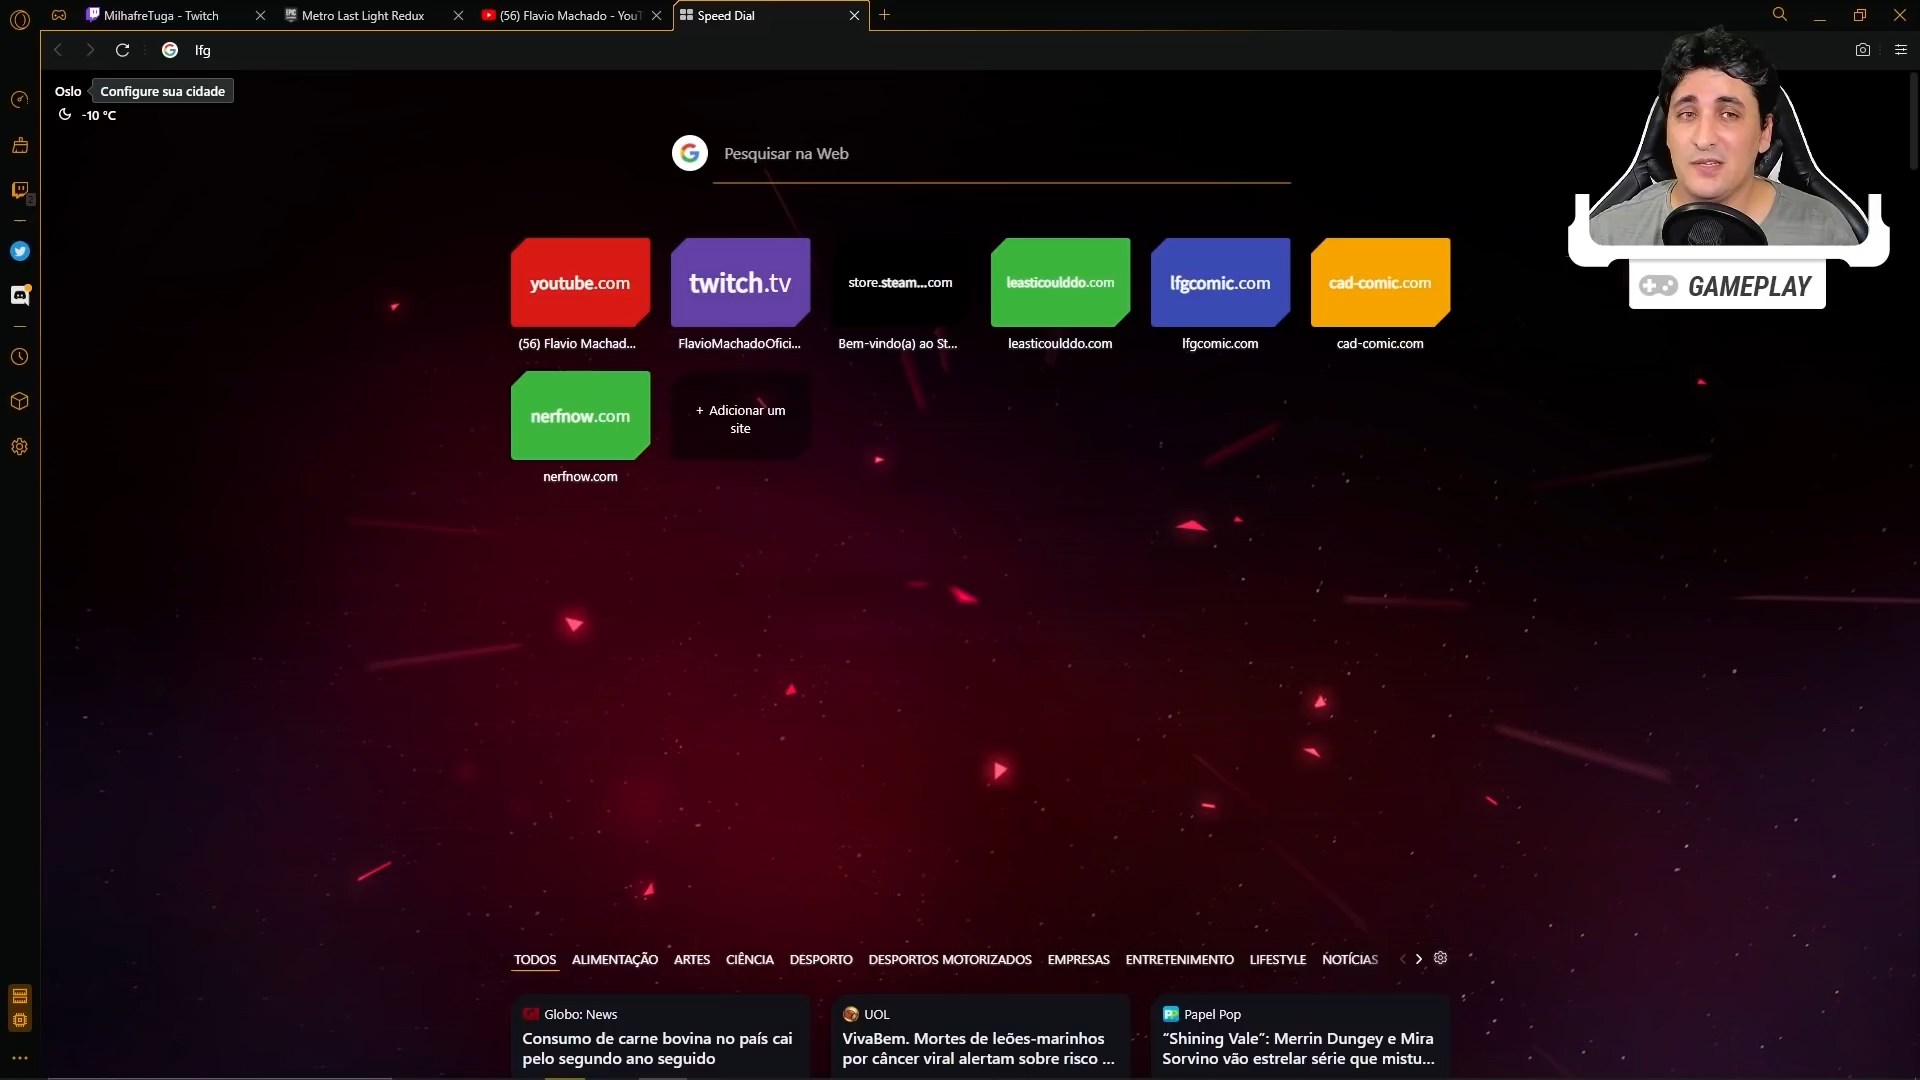 MilhafreTuga - Twitch
Metro Last Light Redux
(56) Flavio Machado - YouT
Speed Dial
lfg
Oslo
Configure sua cidade
-10 °C
Pesquisar na Web
youtube.com
twitch.tv
store.steam...com
leasticoulddo.com
lfgcomic.com
cad-comic.com
(56) Flavio Machad...
FlavioMachadoOfici...
Bem-vindo(a) ao St...
leasticoulddo.com
lfgcomic.com
cad-comic.com
GAMEPLAY
nerfnow.com
+ Adicionar um
site
nerfnow.com
TODOS
ALIMENTAÇÃO
ARTES
CIÊNCIA
DESPORTO
DESPORTOS MOTORIZADOS
EMPRESAS
ENTRETENIMENTO
LIFESTYLE
NOTÍCIAS
Globo: News
Consumo de carne bovina no país cai
pelo segundo ano seguido
UOL
VivaBem. Mortes de leões-marinhos
por câncer viral alertam sobre risco ...
Papel Pop
“Shining Vale”: Merrin Dungey e Mira
Sorvino vão estrelar série que mistu...